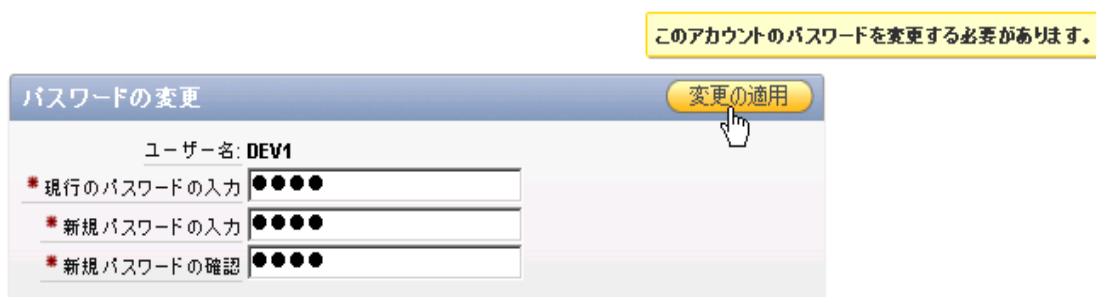 このアカウントのパスワードを変更する必要があります。
パスワードの変更 変更の適用
ユーザー名: DEV1
* 現行のパスワードの入力 ●●●●
* 新規パスワードの入力 ●●●●
* 新規パスワードの確認 ●●●●